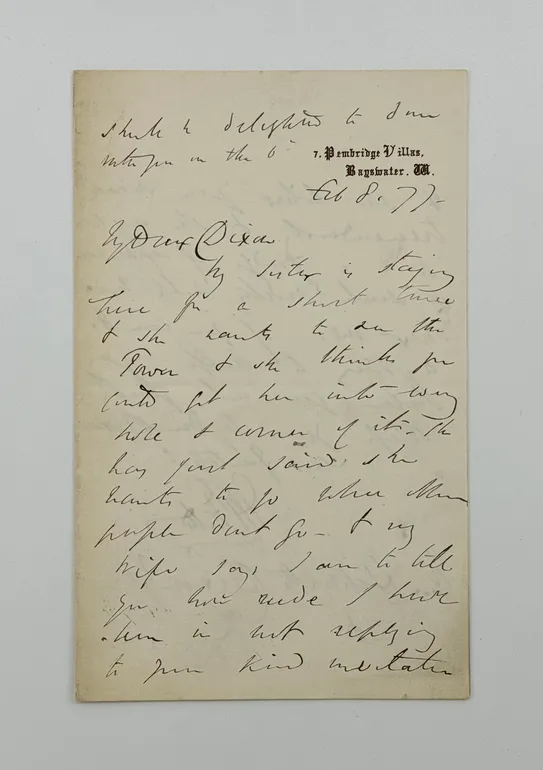 shall be delighted to dine
with you on the 6th
7, Pembridge Villas,
Bayswater. W.
Feb 8. 77.
My Dear Dixon
My sister is staying
here for a short time
& she wants to see the
Tower & she thinks you
could get her into every
hole & corner of it. She
has just said she
wants to go where other
people don't go - & my
wife says I am to tell
you how rude I have
been in not replying
to your kind invitation